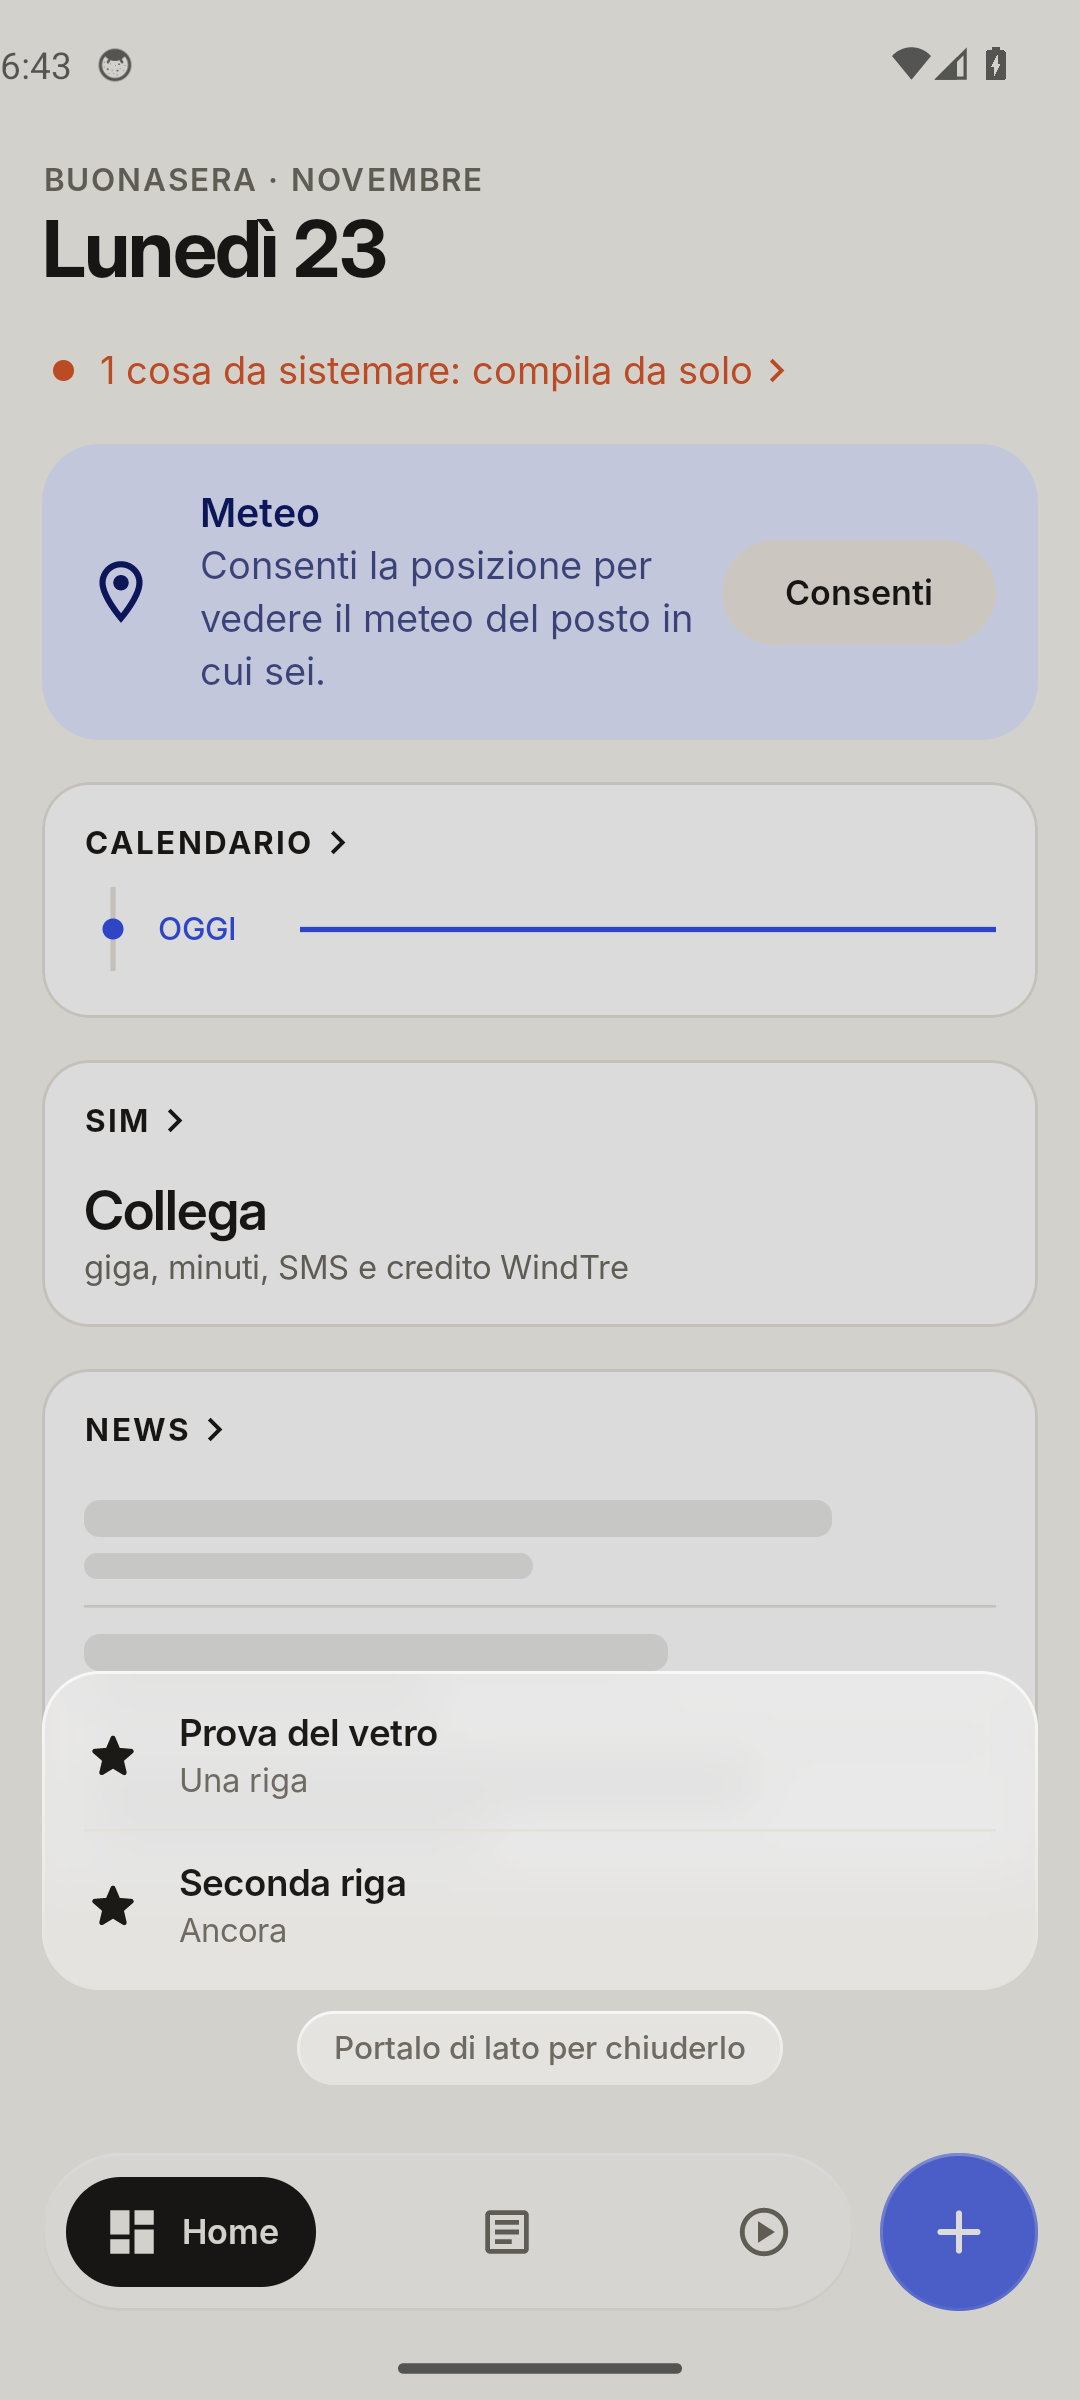 6:43
BUONASERA · NOVEMBRE
Lunedì 23
1 cosa da sistemare: compila da solo
Meteo
Consenti la posizione per
vedere il meteo del posto in
cui sei.
Consenti
CALENDARIO
OGGI
SIM
Collega
giga, minuti, SMS e credito WindTre
NEWS
Prova del vetro
Una riga
Seconda riga
Ancora
Portalo di lato per chiuderlo
Home